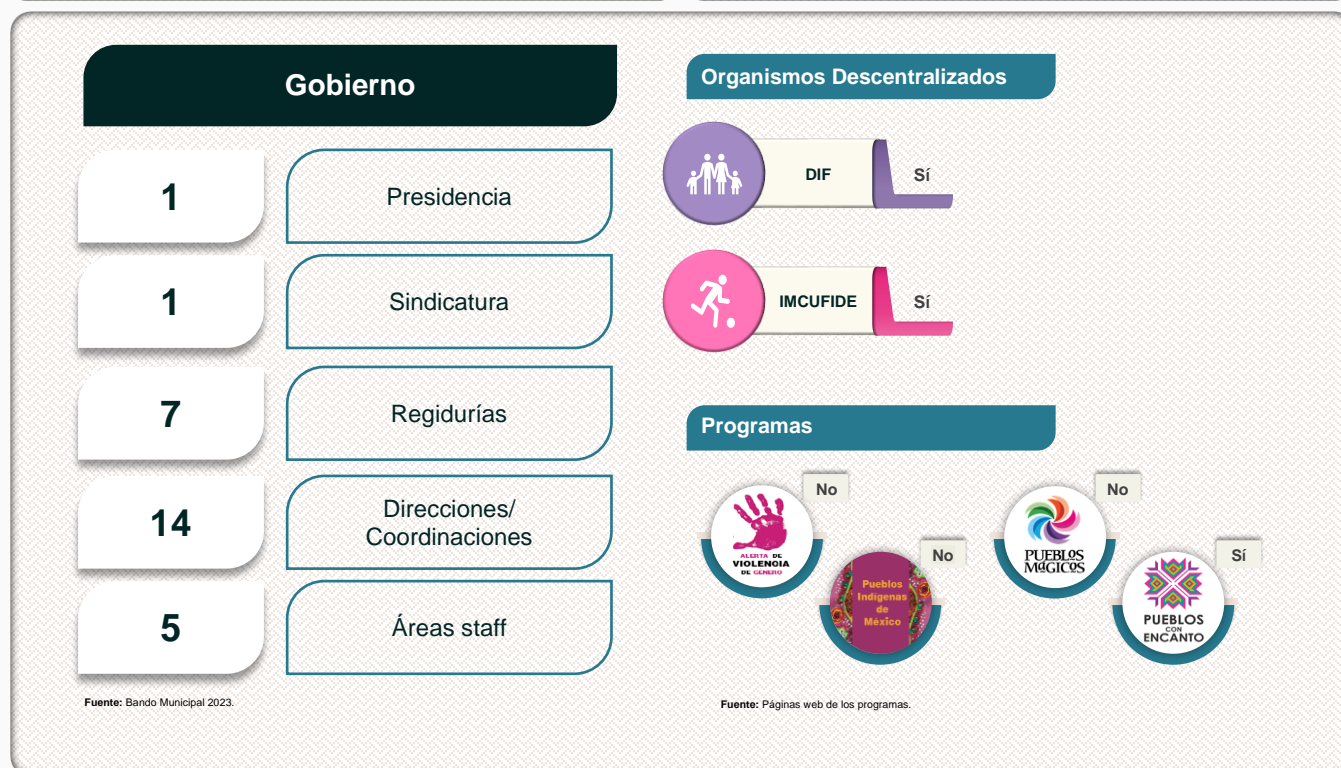 Gobierno
1
Presidencia
1
Sindicatura
7
Regidurías
14
Direcciones/
Coordinaciones
5
Áreas staff
Fuente: Bando Municipal 2023.
Organismos Descentralizados
DIF
Sí
IMCUFIDE
Sí
Programas
No
ALERTA DE
VIOLENCIA
DE GÉNERO
No
Pueblos
Indígenas
de
México
No
PUEBLOS
MáGICOS
Sí
PUEBLOS
CON
ENCANTO
Fuente: Páginas web de los programas.